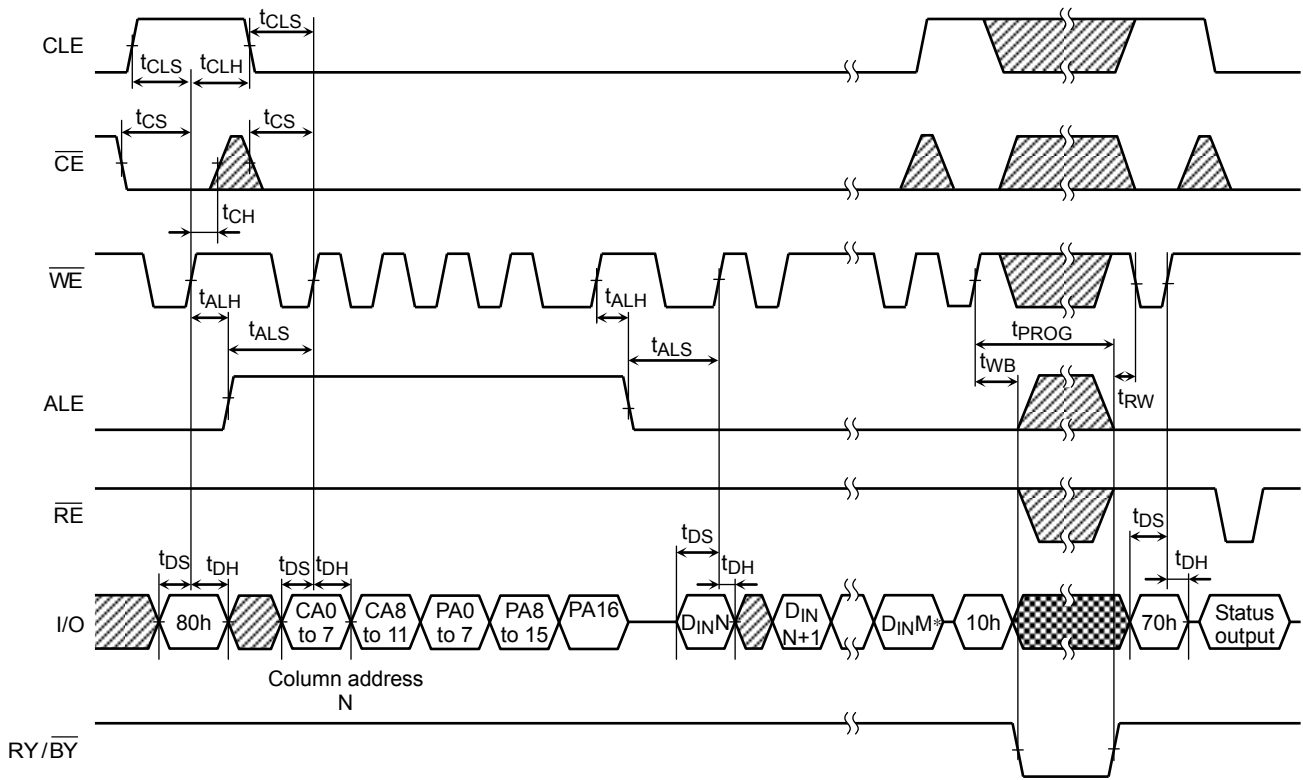 tCLS
CLE
tCLS tCLH
tCS tCS
CE
tCH
WE
tALH tALH
tALS tALS tPROG
tWB
ALE tRW
RE
tDS tDH tDS tDH tDS tDH tDS tDH
I/O 80h CA0 to 7 CA8 to 11 PA0 to 7 PA8 to 15 PA16 DINN DIN N+1 DINM* 10h 70h Status output
Column address
N
RY/BY